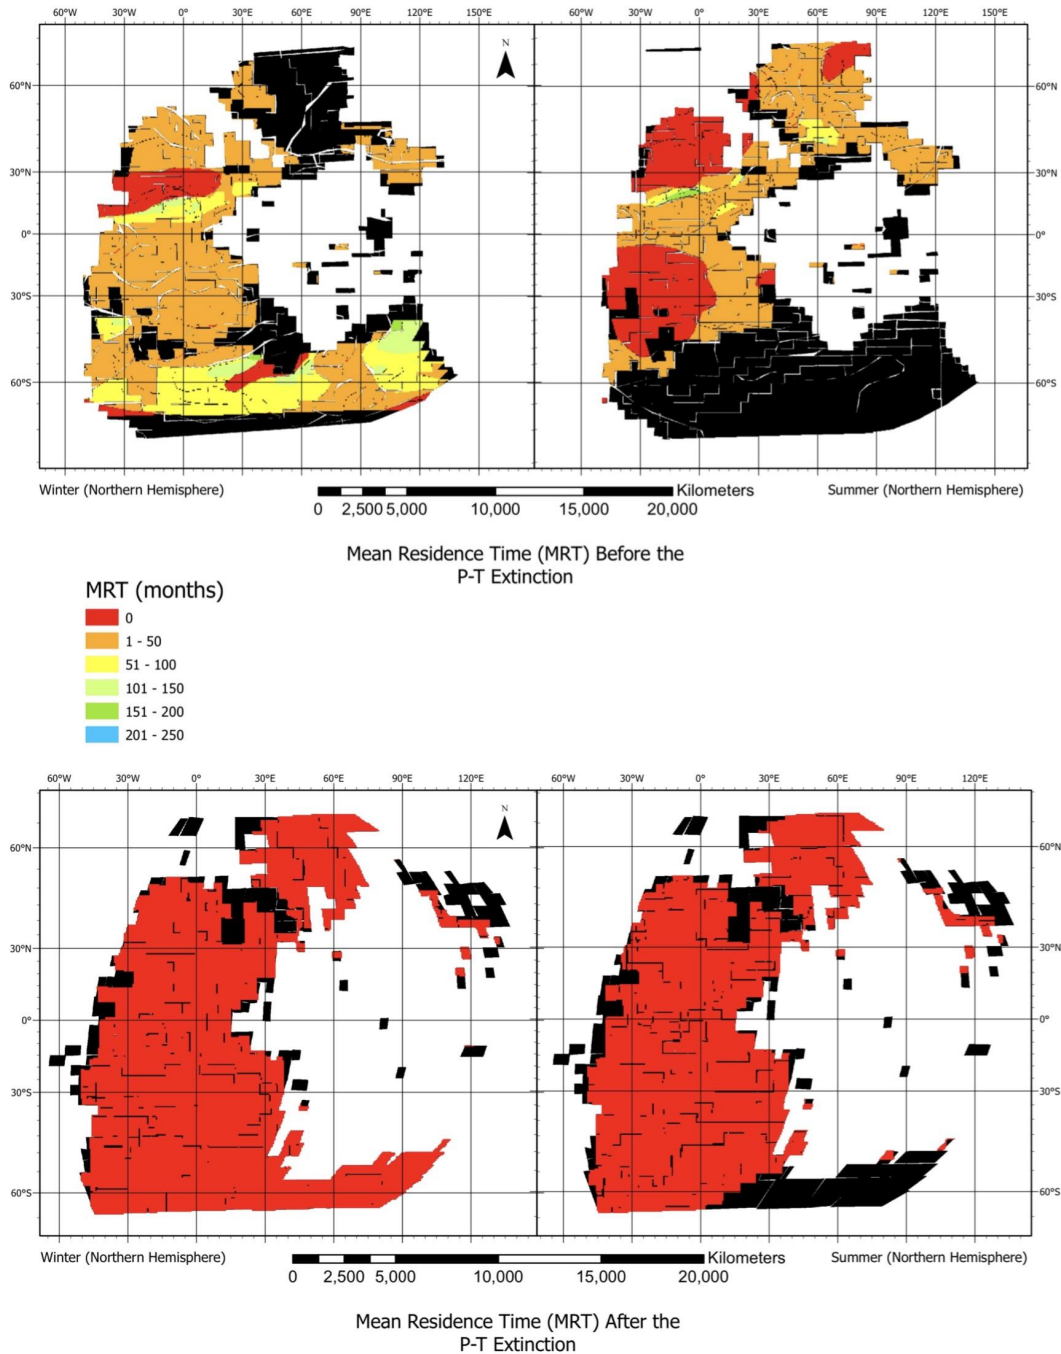 60°W 30°W 0° 30°E 60°E 90°E 120°E 150°E 60°W 30°W 0° 30°E 60°E 90°E 120°E 150°E
N
60°N 60°N
30°N 30°N
0° 0°
30°S 30°S
60°S 60°S
Winter (Northern Hemisphere) Kilometers Summer (Northern Hemisphere)
0 2,500 5,000 10,000 15,000 20,000
Mean Residence Time (MRT) Before the
P-T Extinction
MRT (months)
0
1 - 50
51 - 100
101 - 150
151 - 200
201 - 250
60°W 30°W 0° 30°E 60°E 90°E 120°E 60°W 30°W 0° 30°E 60°E 90°E 120°E
N
60°N 60°N
30°N 30°N
0° 0°
30°S 30°S
60°S 60°S
Winter (Northern Hemisphere) Kilometers Summer (Northern Hemisphere)
0 2,500 5,000 10,000 15,000 20,000
Mean Residence Time (MRT) After the
P-T Extinction